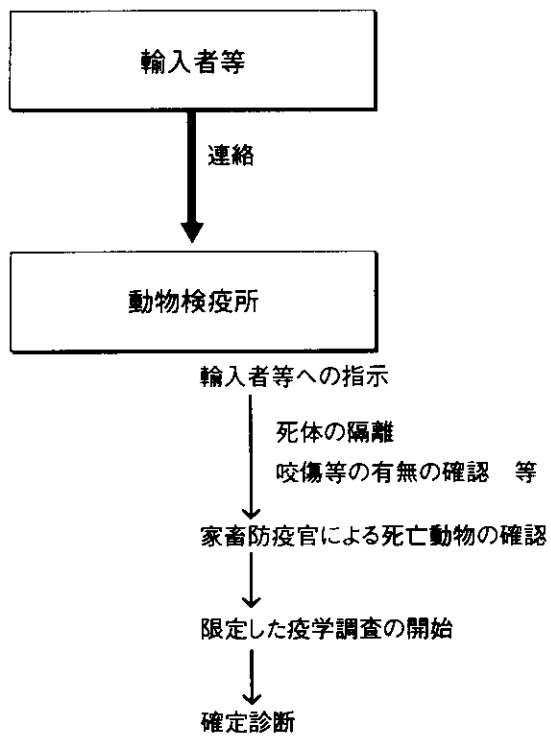 輸入者等
連絡
動物検疫所
輸入者等への指示
死体の隔離
咬傷等の有無の確認　等
家畜防疫官による死亡動物の確認
限定した疫学調査の開始
確定診断